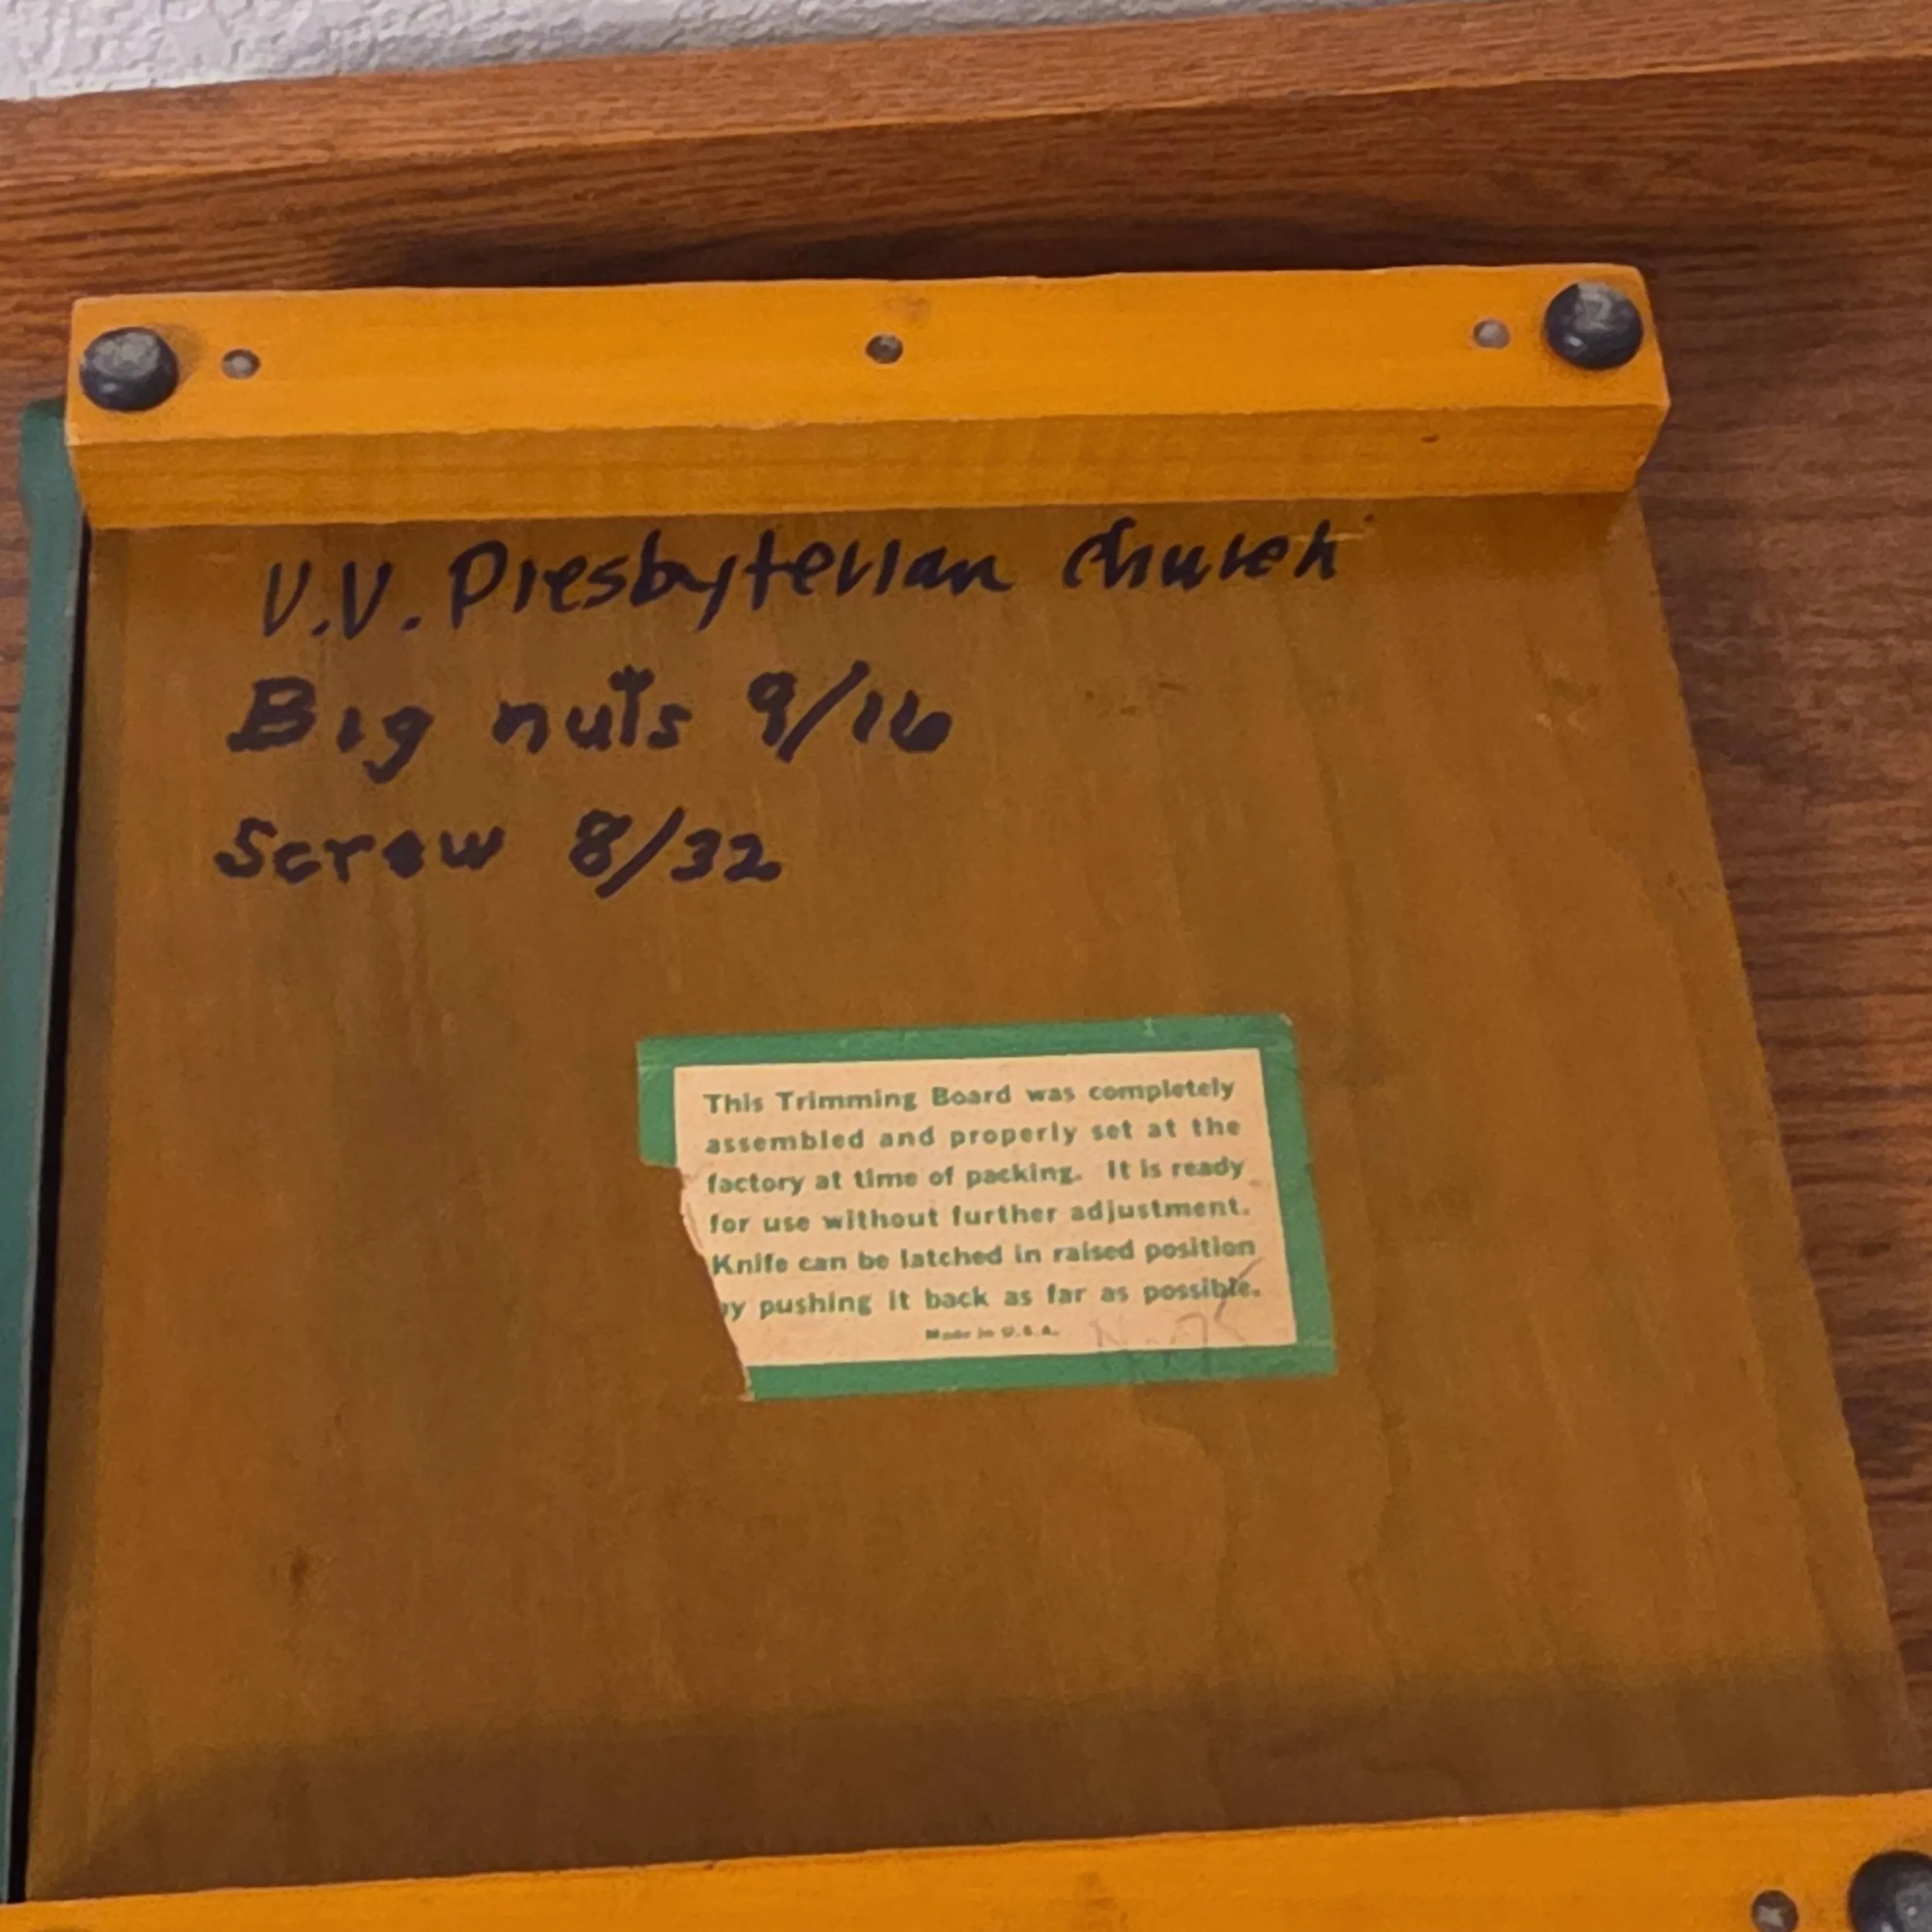 V.V. Presbyterian Church
Big nuts 9/16
Screw 8/32
This Trimming Board was completely
assembled and properly set at the
factory at time of packing. It is ready
for use without further adjustment.
Knife can be latched in raised position
by pushing it back as far as possible.
Made in U.S.A.